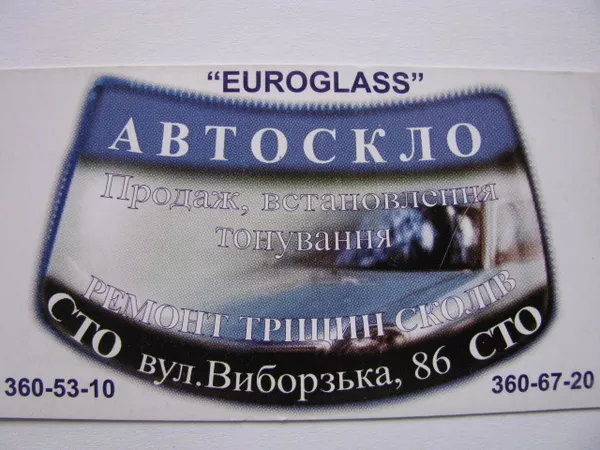 "EUROGLASS"
АВТОСКЛО
Продаж, встановлення
тонування
РЕМОНТ ТРІЩИН СКОЛІВ
СТО вул.Виборзька, 86 СТО
360-53-10 360-67-20